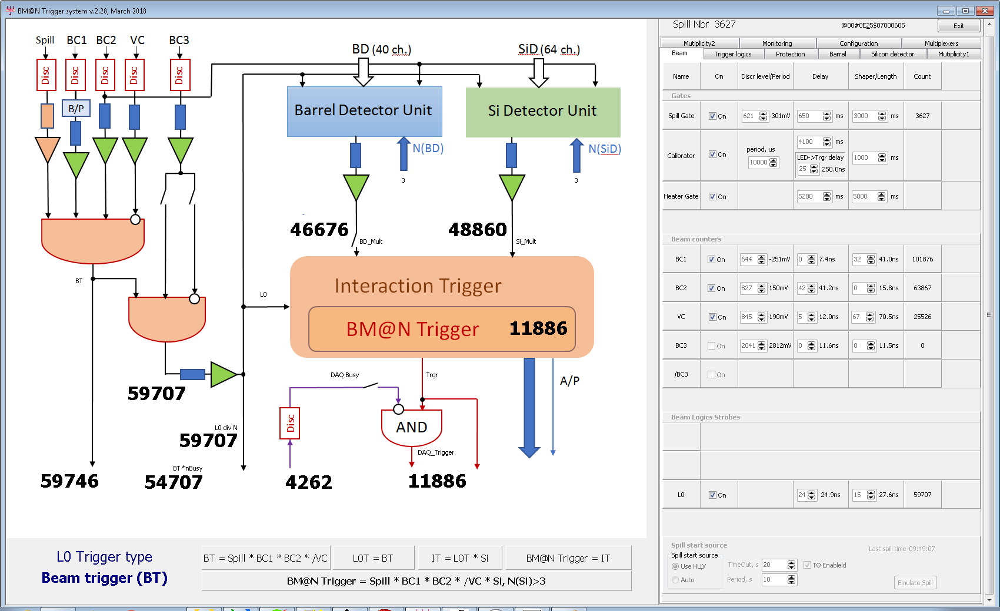 BM@N Trigger system v.2.28, March 2018
Spill BC1 BC2 VC BC3
Disc Disc Disc Disc Disc
B/P
BD (40 ch.) SiD (64 ch.)
Barrel Detector Unit
Si Detector Unit
N(BD) N(SiD)
3 3
46676 BD_Mult
48860 Si_Mult
BT
L0
Interaction Trigger
BM@N Trigger 11886
59707
L0 div N
59707
DAQ Busy Trgr A/P
Disc
AND
DAQ_Trigger
BT *nBusy
59746 54707 4262 11886
L0 Trigger type
Beam trigger (BT)
BT = Spill * BC1 * BC2 * /VC L0T = BT IT = L0T * Si BM@N Trigger = IT
BM@N Trigger = Spill * BC1 * BC2 * /VC * Si, N(Si)>3
Spill Nbr 3627 @00#0E25$07000605 Exit
Mutiplicity2 Monitoring Configuration Multiplexers
Beam Trigger logics Protection Barrel Silicon detector Mutiplicity1
Name On Discr level/Period Delay Shaper/Length Count
Gates
Spill Gate On 621 -301mV 650 ms 3000 ms 3627
Calibrator On period, us 10000 4100 ms LED->Trgr delay 25 250.0ns 1000 ms
Heater Gate On 5200 ms 5000 ms
Beam counters
BC1 On 644 -251mV 0 7.4ns 32 41.0ns 101876
BC2 On 827 150mV 42 41.2ns 0 15.8ns 63867
VC On 845 190mV 5 12.0ns 67 70.5ns 25526
BC3 On 2041 2812mV 0 11.6ns 0 11.5ns 0
/BC3 On
Beam Logics Strobes
L0 On 24 24.9ns 15 27.6ns 59707
Spill start source
Last spill time 09:49:07
Spill start source
Use НЦУ TimeOut, s 20 TO Enableld
Auto Period, s 10 Emulate Spill